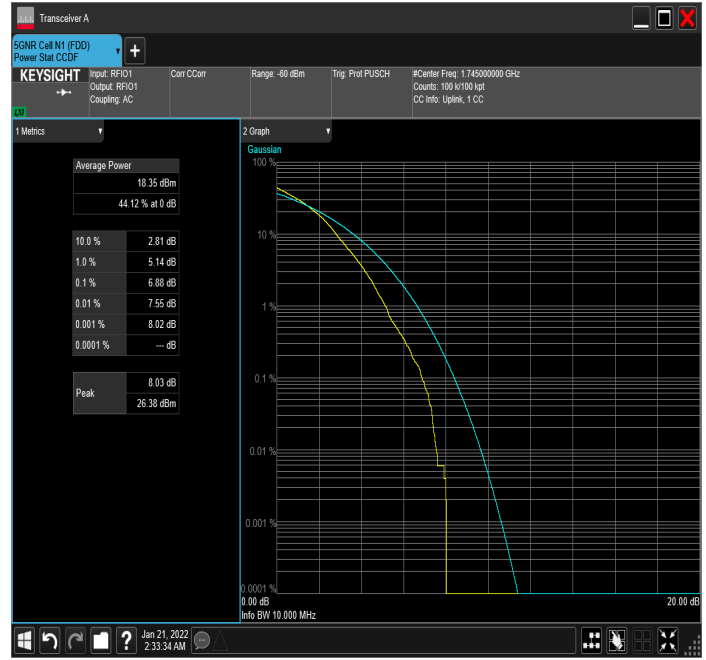 Transceiver A
5GNR Cell N1 (FDD)
Power Stat CCDF
KEYSIGHT
Input: RFIO1
Output: RFIO1
Coupling: AC
Corr CCorr
Range: -60 dBm
Trig: Prot PUSCH
#Center Freq: 1.745000000 GHz
Counts: 100 k/100 kpt
CC Info: Uplink, 1 CC
1 Metrics
Average Power
18.35 dBm
44.12 % at 0 dB
10.0 % 2.81 dB
1.0 % 5.14 dB
0.1 % 6.88 dB
0.01 % 7.55 dB
0.001 % 8.02 dB
0.0001 % --- dB
Peak 8.03 dB
26.38 dBm
2 Graph
Gaussian
100 %
10 %
1 %
0.1 %
0.01 %
0.001 %
0.0001 %
0.00 dB
20.00 dB
Info BW 10.000 MHz
Jan 21, 2022
2:33:34 AM